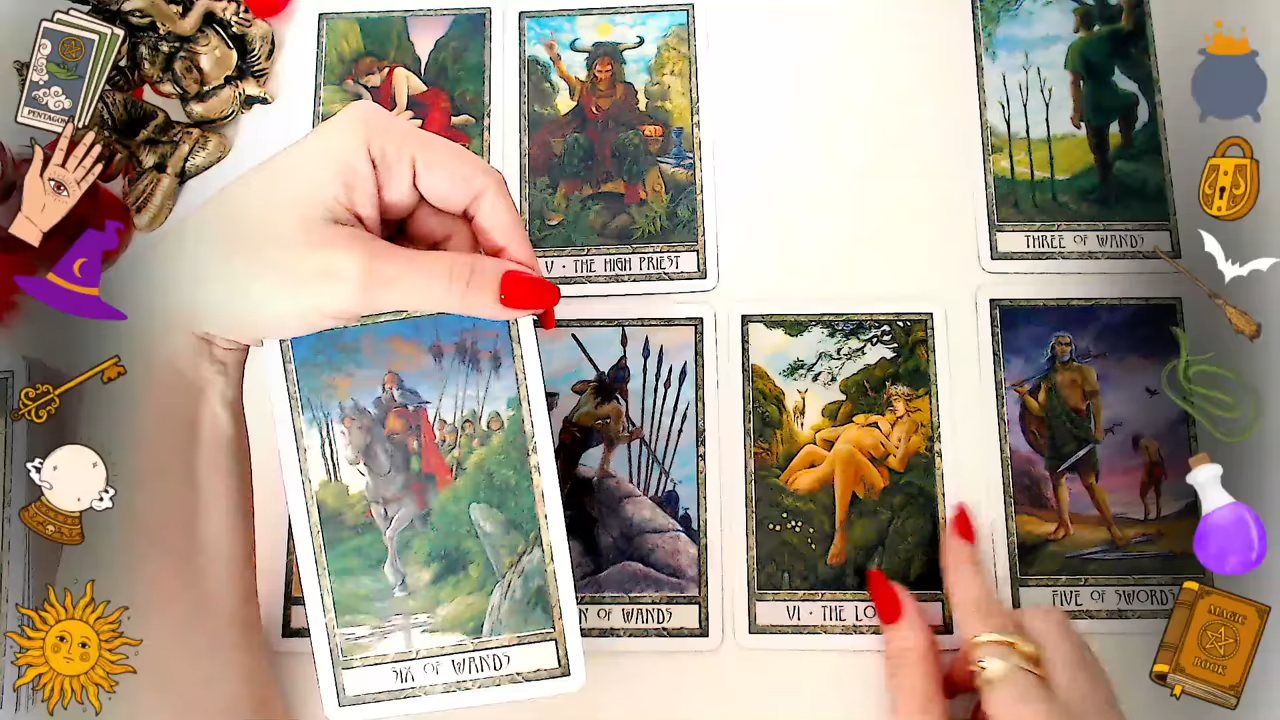 PENTAGON
V • THE HIGH PRIEST
THREE OF WANDS
N OF WANDS
VI • THE LO
FIVE OF SWORDS
SIX OF WANDS
MAGIC
BOOK